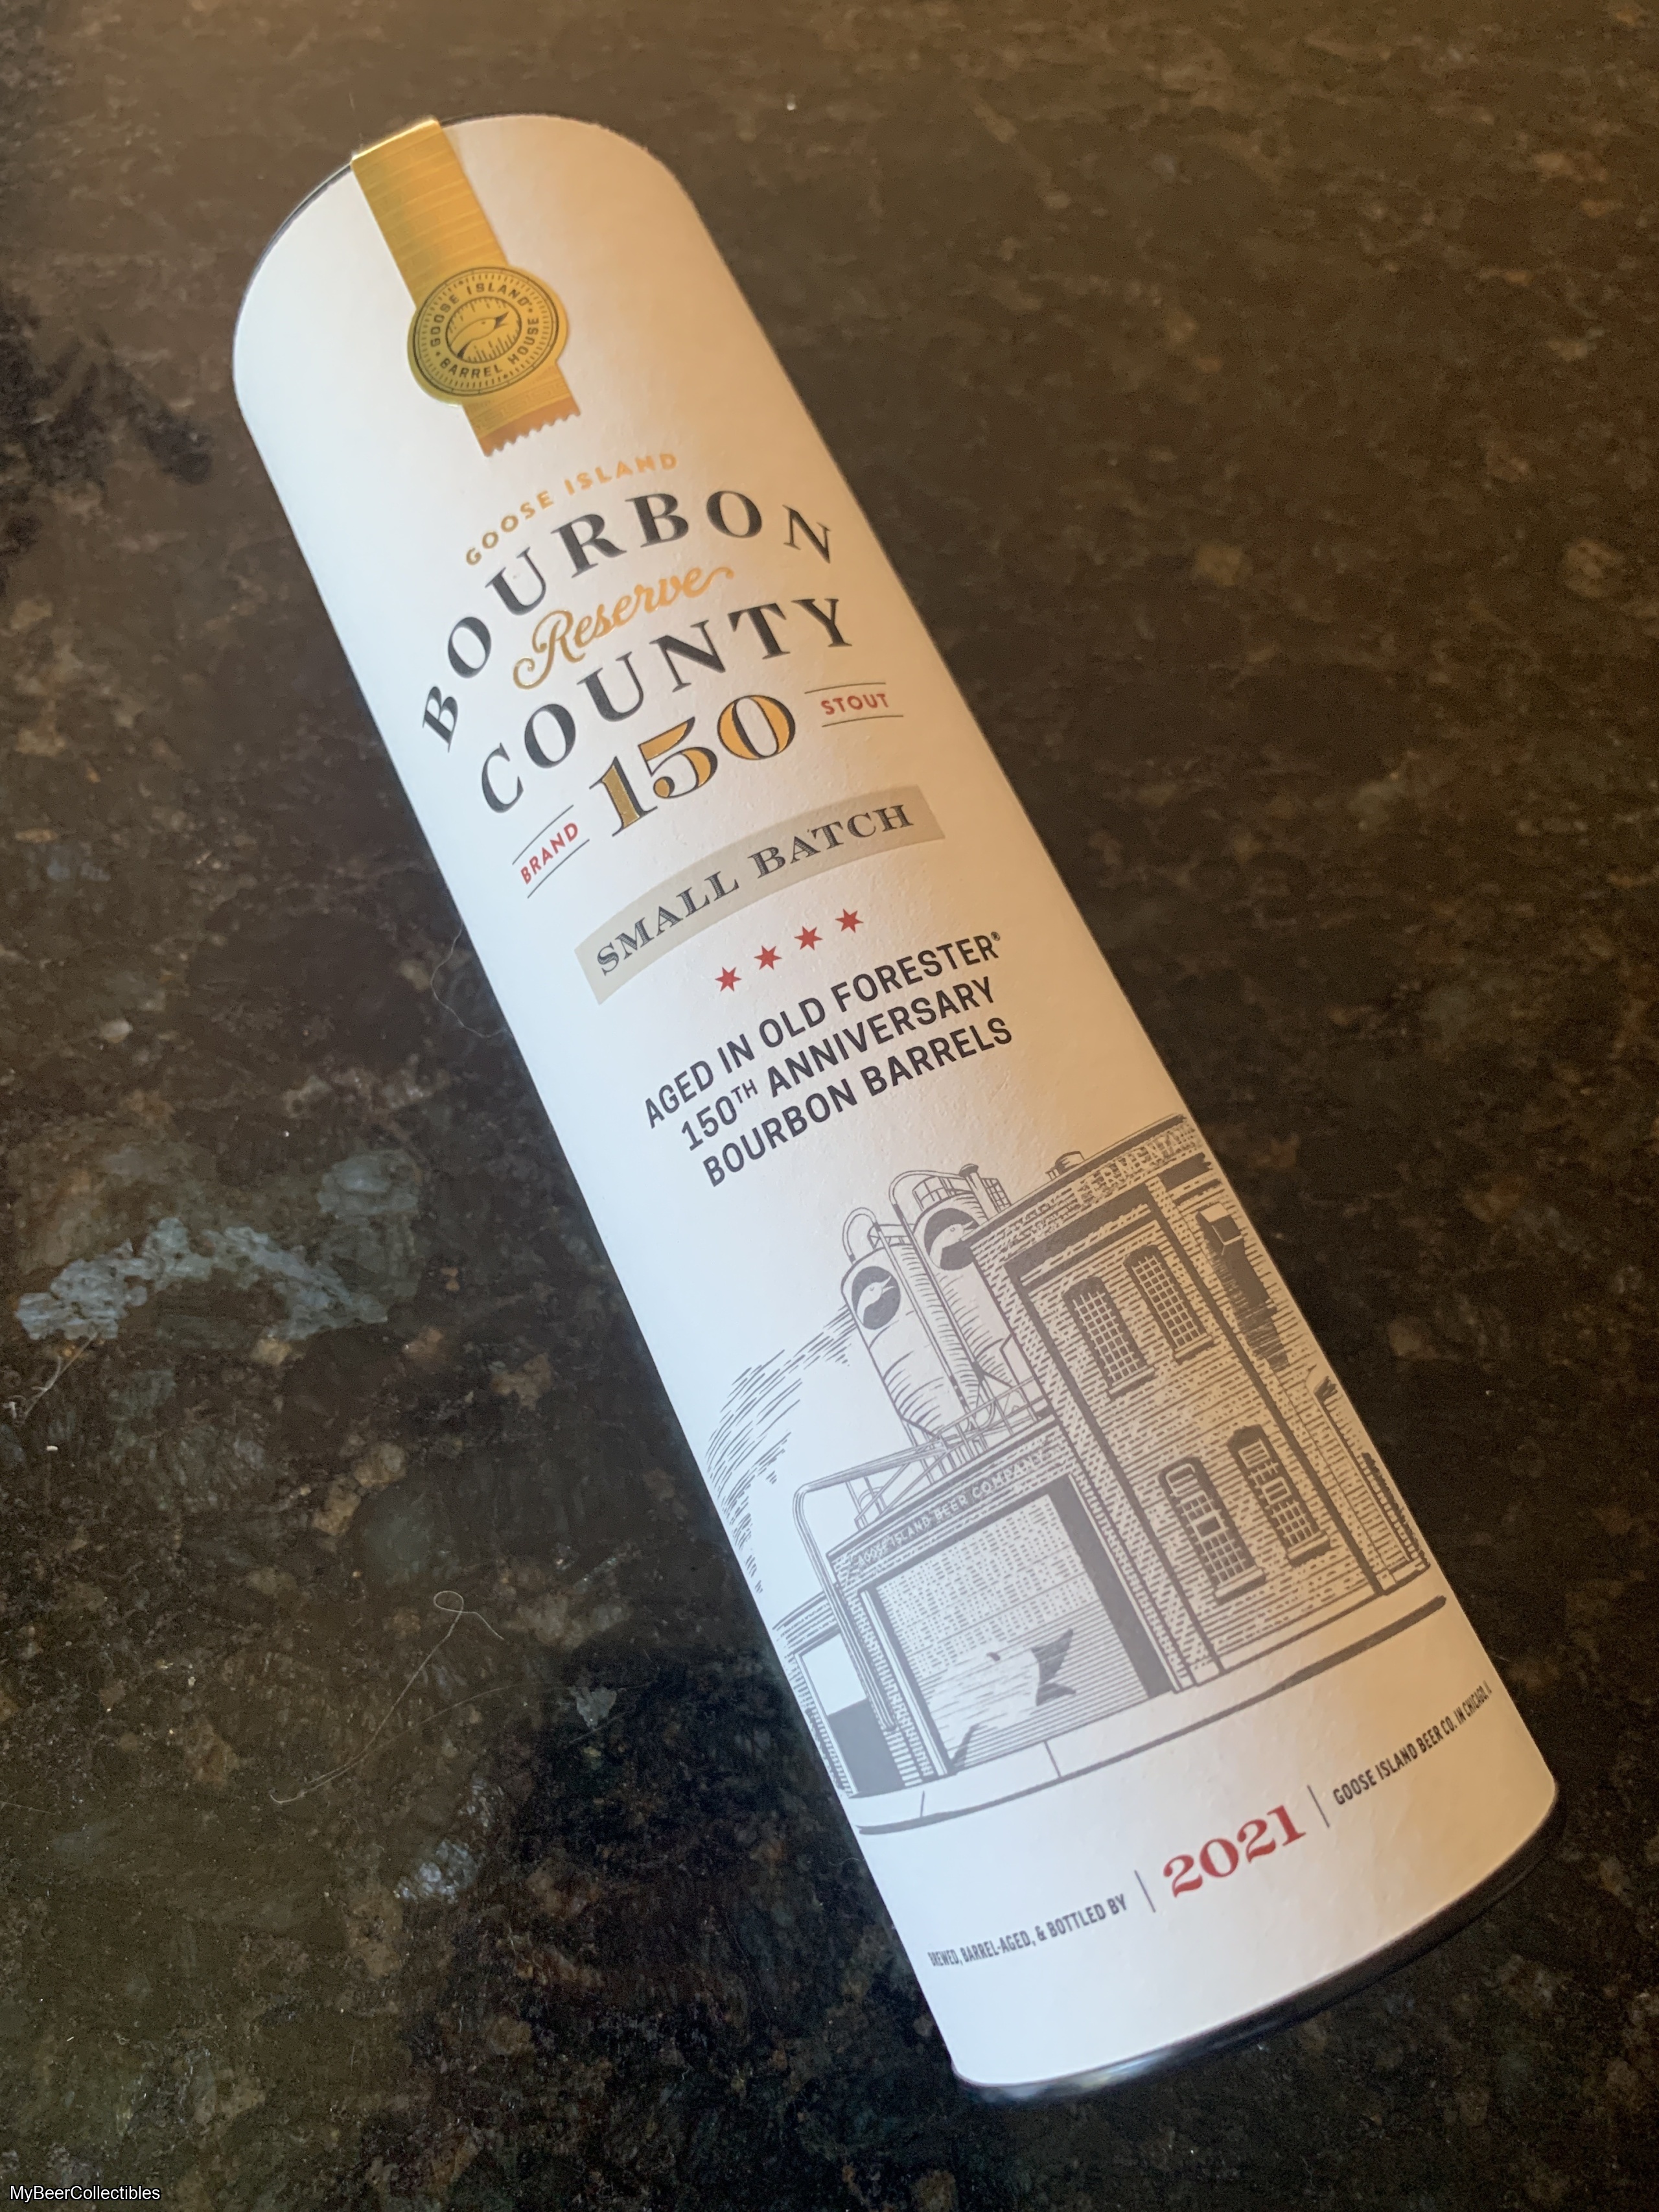 GOOSE ISLAND
BARREL HOUSE
GOOSE ISLAND
BOURBON
Reserve
COUNTY
BRAND 150 STOUT
SMALL BATCH
AGED IN OLD FORESTER®
150TH ANNIVERSARY
BOURBON BARRELS
GOOSE ISLAND BEER COMPANY
BREWED, BARREL-AGED, & BOTTLED BY | 2021 | GOOSE ISLAND BEER CO. IN CHICAGO,
MyBeerCollectibles